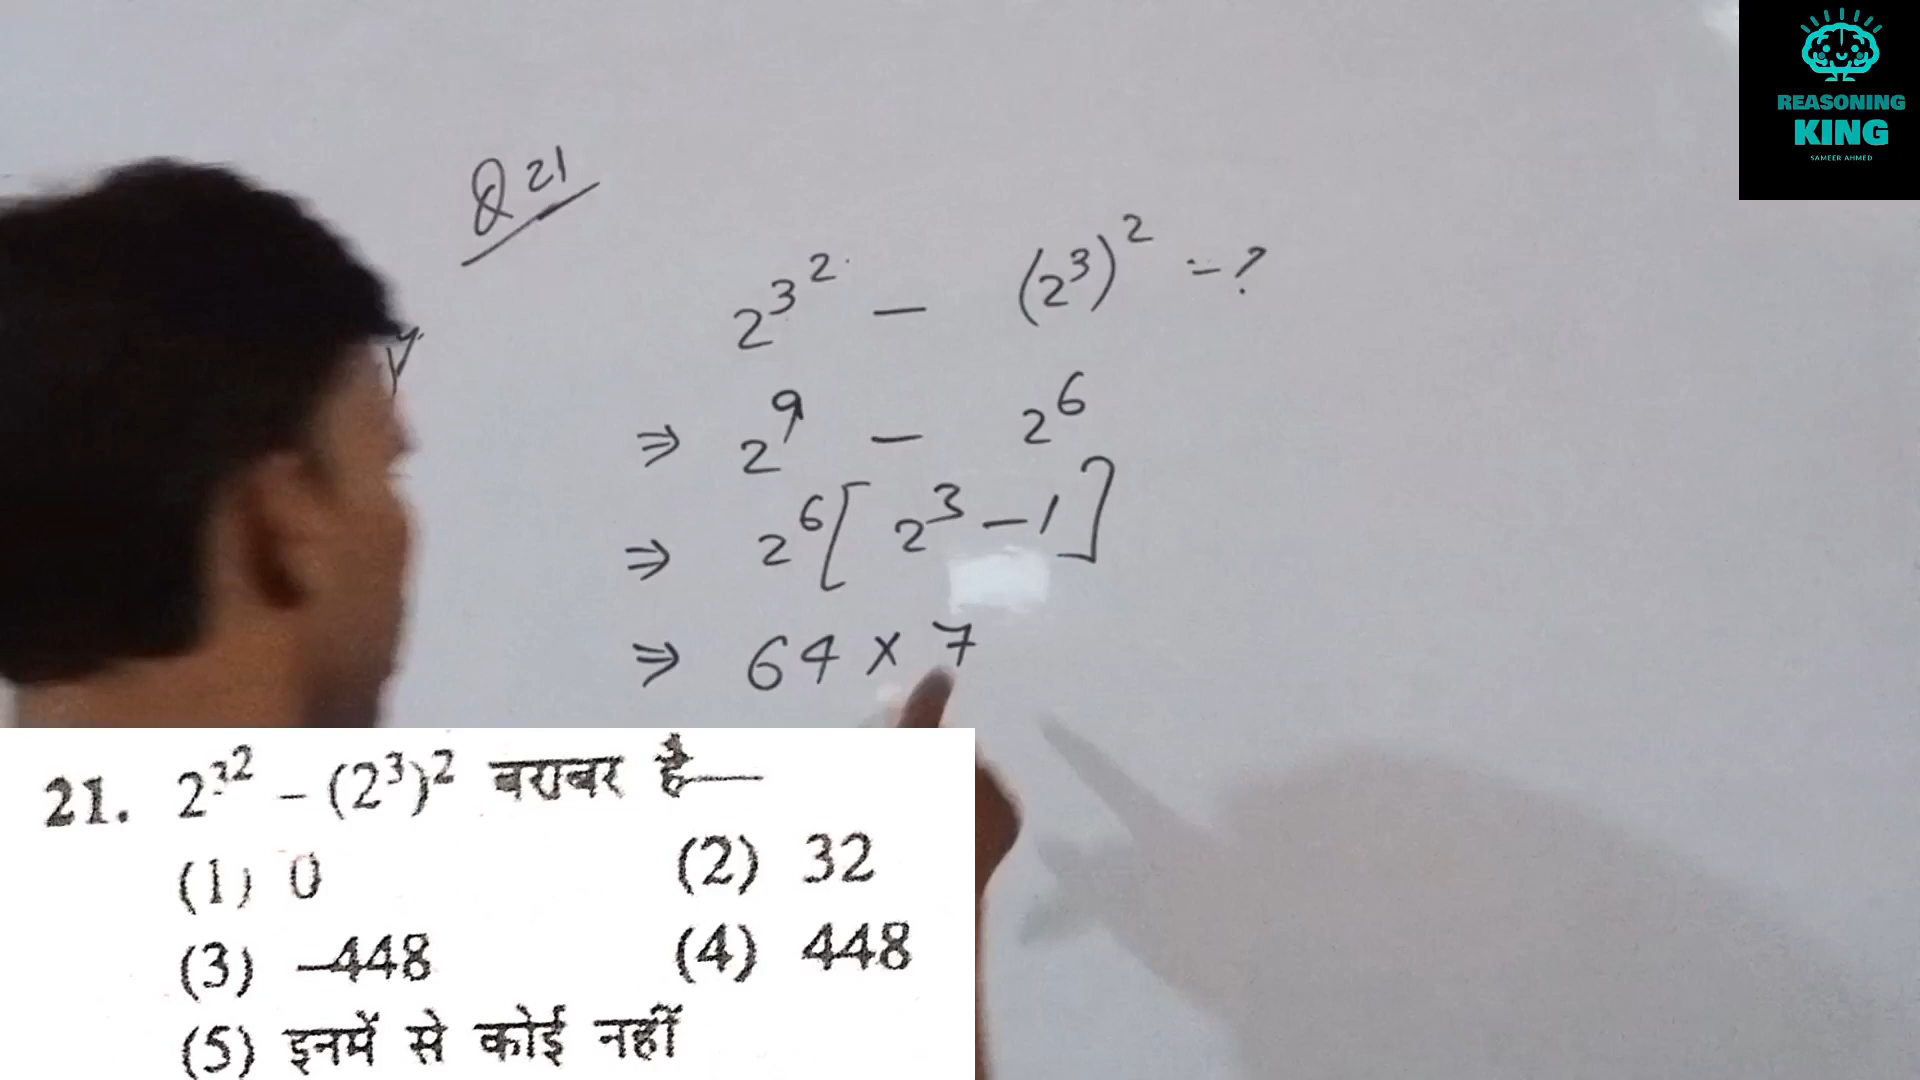 REASONING
KING
SAMEER AHMED
Q 21
2^3^2 - (2^3)^2 = ?
⇒ 2^9 - 2^6
⇒ 2^6 [2^3 - 1]
⇒ 64 × 7
21. 2^3^2 - (2^3)^2 बराबर है—
(1) 0 (2) 32
(3) -448 (4) 448
(5) इनमें से कोई नहीं